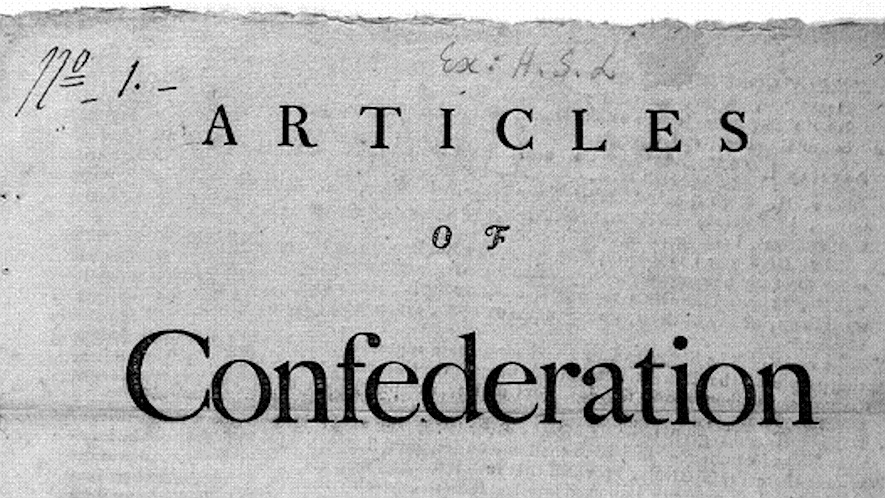 No. 1. -
Ex: H. S. L
ARTICLES
OF
Confederation